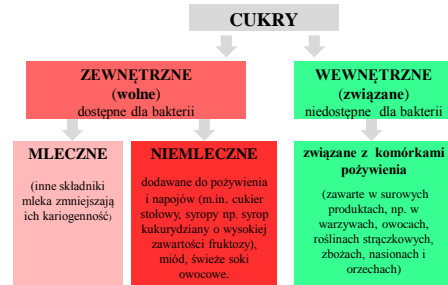 CUKRY
ZEWNĘTRZNE
(wolne)
dostępne dla bakterii
WEWNĘTRZNE
(związane)
niedostępne dla bakterii
MLECZNE
(inne składniki
mleka zmniejszają
ich kariogenność)
NIEMLECZNE
dodawane do pożywienia
i napojów (m.in. cukier
stołowy, syropy np. syrop
kukurydziano o wysokiej
zawartości fruktozy),
miód, świeże soki
owocowe.
związane z komórkami
pożywienia
(zawarte w surowych
produktach, np. w
warzywach, owocach,
roślinach strączkowych,
zbożach, nasionach i
orzechach)